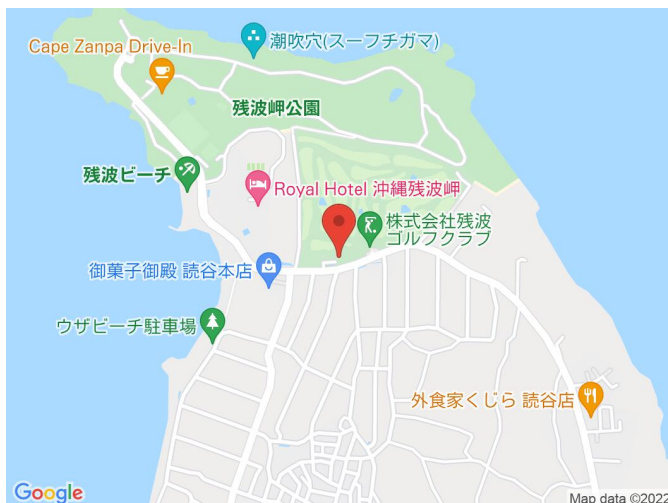 潮吹穴(スーフチガマ)
Cape Zanpa Drive-In
残波岬公園
残波ビーチ
Royal Hotel 沖縄残波岬
株式会社残波
ゴルフクラブ
御菓子御殿 読谷本店
ウザビーチ駐車場
外食家くじら 読谷店
Google
Map data ©2022